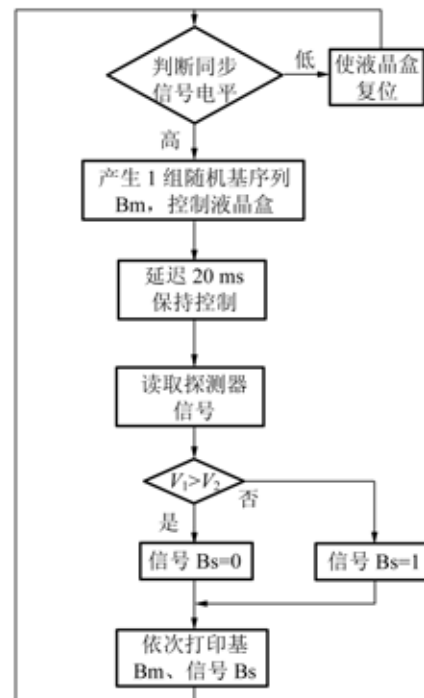 判断同步
信号电平
低
使液晶盒
复位
高
产生 1 组随机基序列
Bm，控制液晶盒
延迟 20 ms
保持控制
读取探测器
信号
V₁>V₂
否
是
信号 Bs=0
信号 Bs=1
依次打印基
Bm、信号 Bs